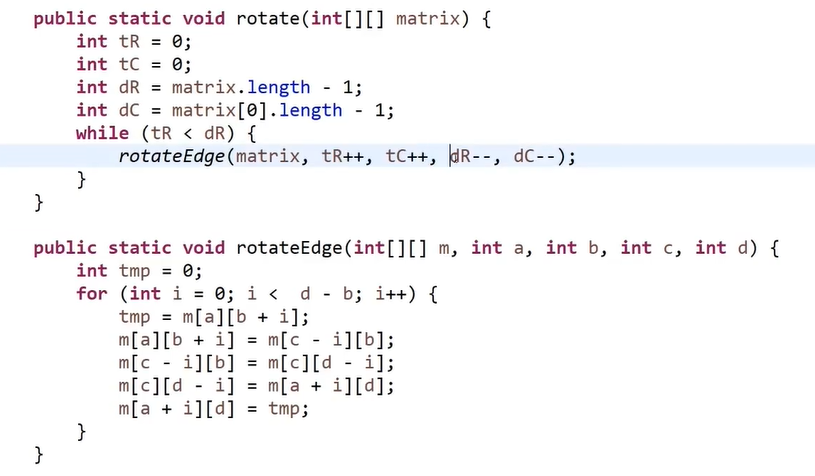 public static void rotate(int[][] matrix) {
int tR = 0;
int tC = 0;
int dR = matrix.length - 1;
int dC = matrix[0].length - 1;
while (tR < dR) {
rotateEdge(matrix, tR++, tC++, dR--, dC--);
}
}
public static void rotateEdge(int[][] m, int a, int b, int c, int d) {
int tmp = 0;
for (int i = 0; i <  d - b; i++) {
tmp = m[a][b + i];
m[a][b + i] = m[c - i][b];
m[c - i][b] = m[c][d - i];
m[c][d - i] = m[a + i][d];
m[a + i][d] = tmp;
}
}